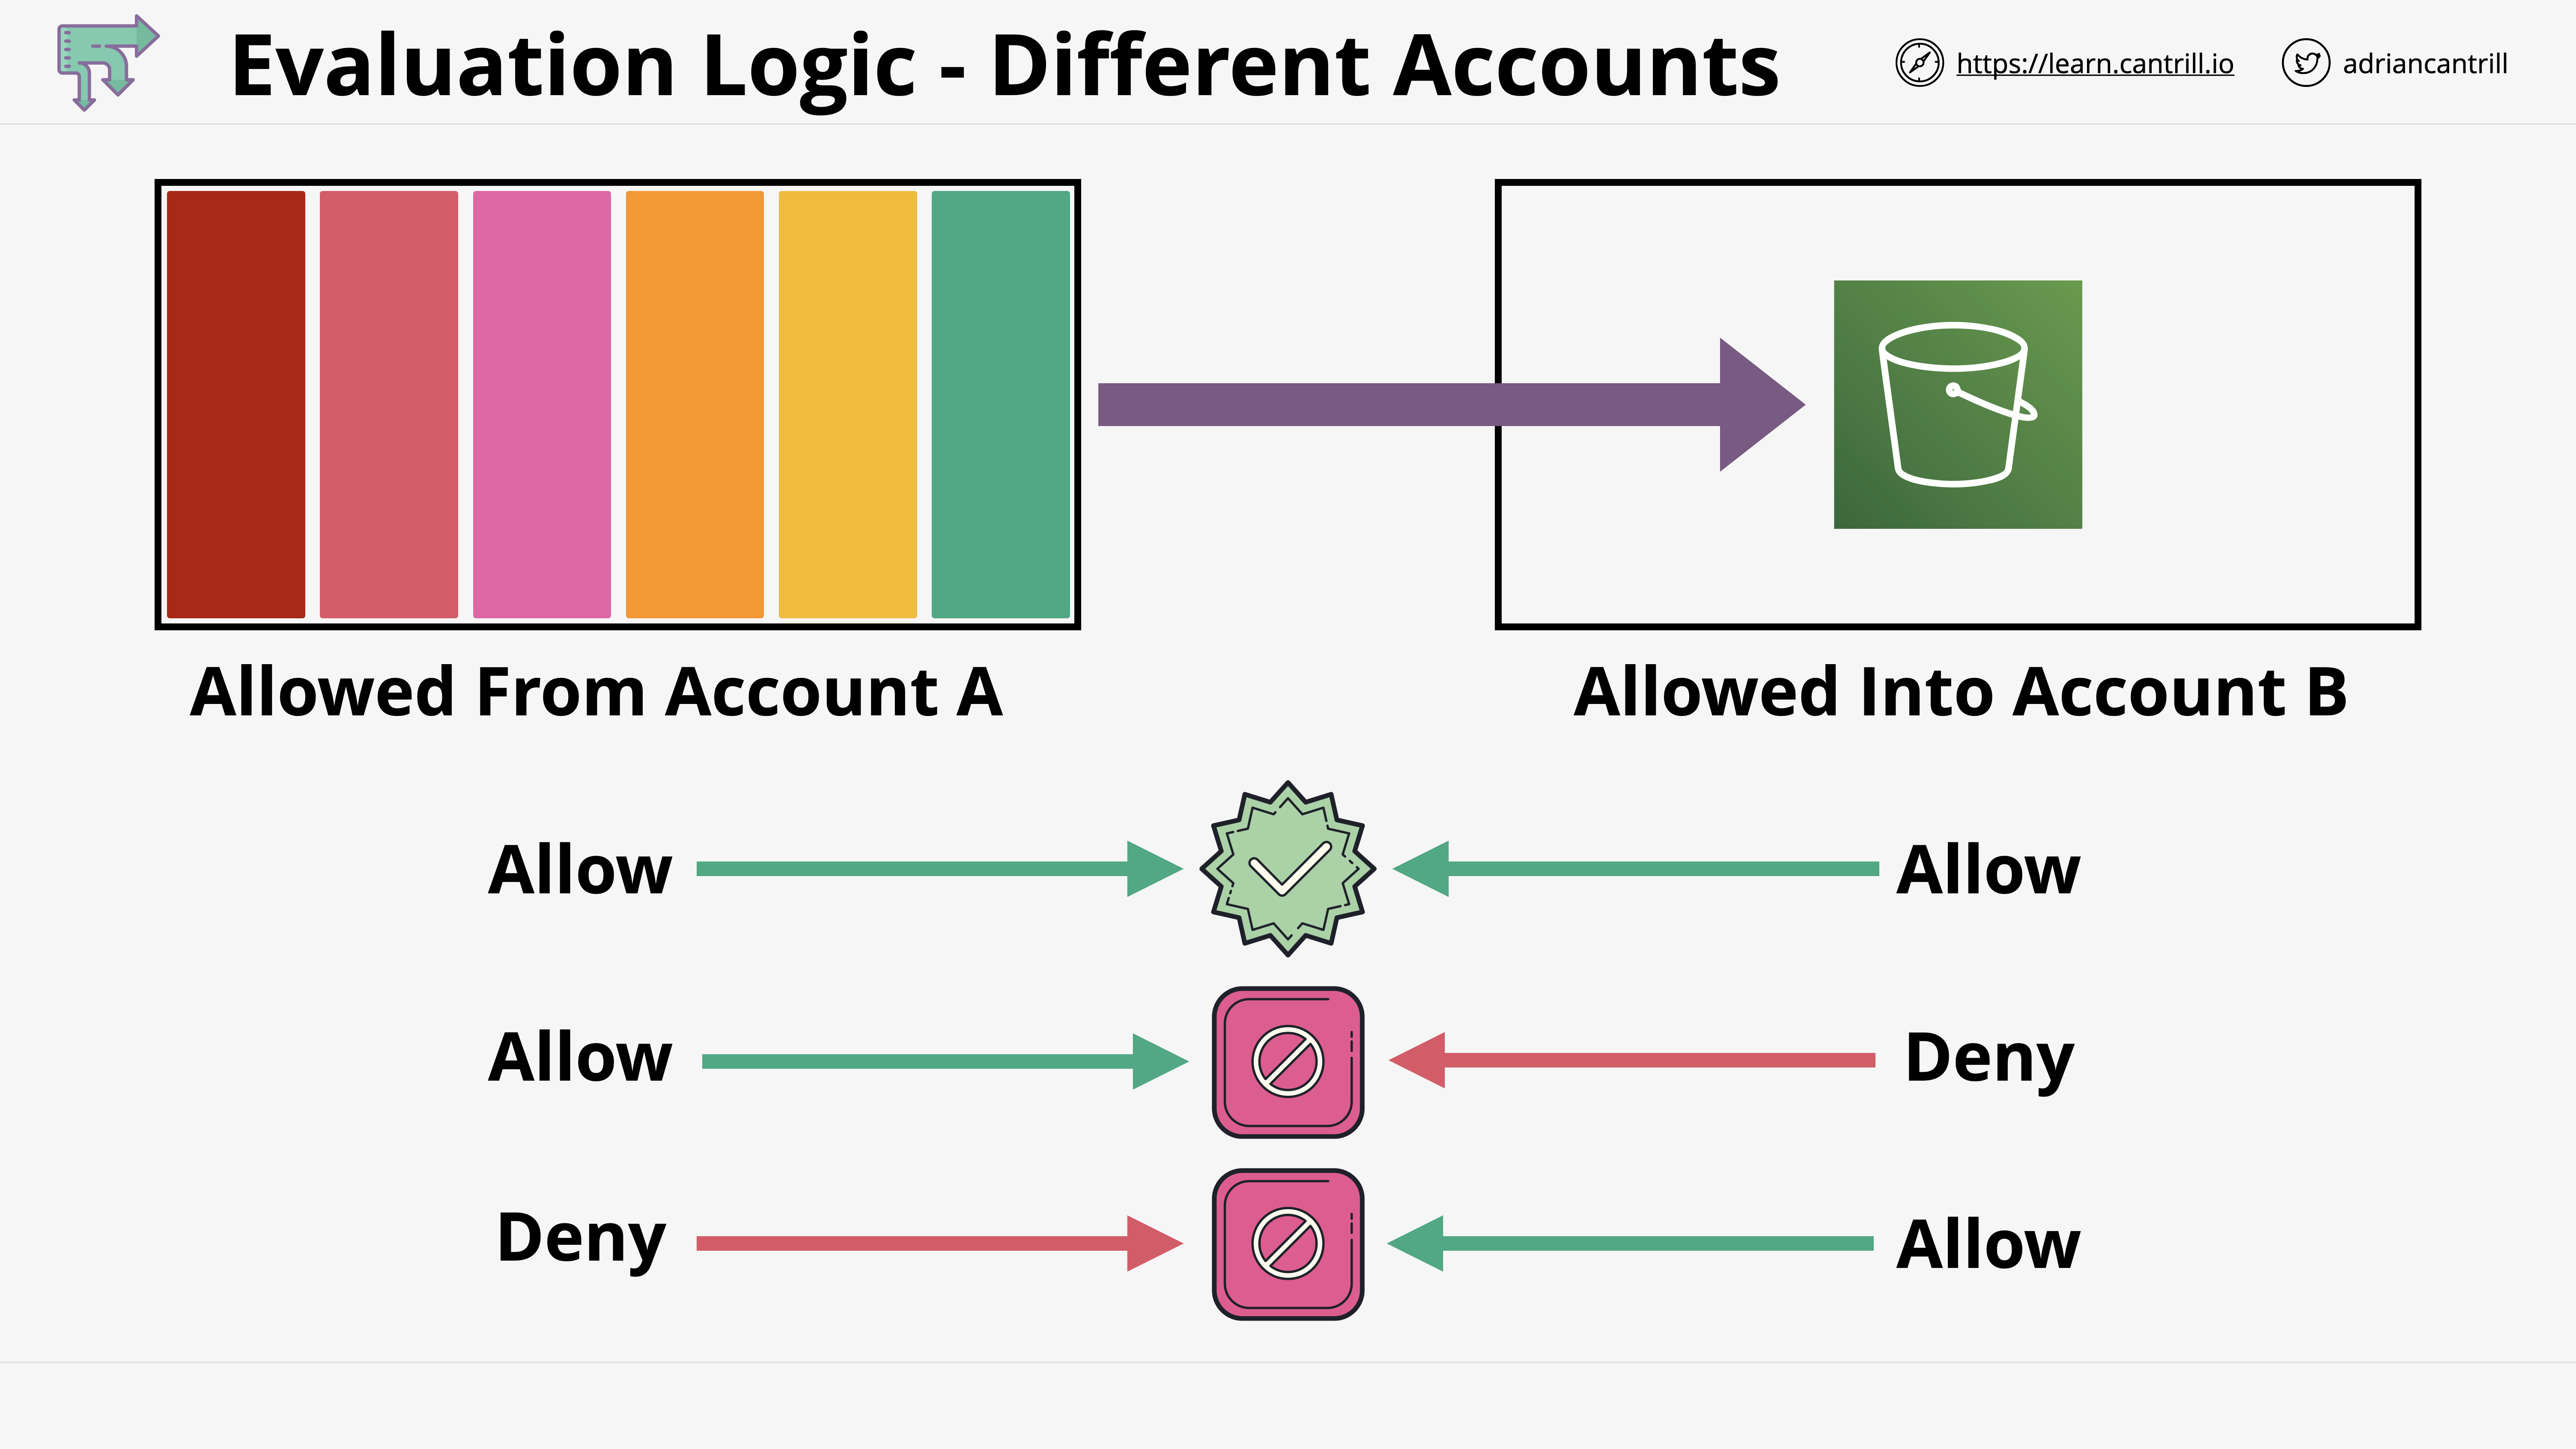 Evaluation Logic - Different Accounts
https://learn.cantrill.io
adriancantrill
Allowed From Account A
Allowed Into Account B
Allow
Allow
Allow
Deny
Deny
Allow